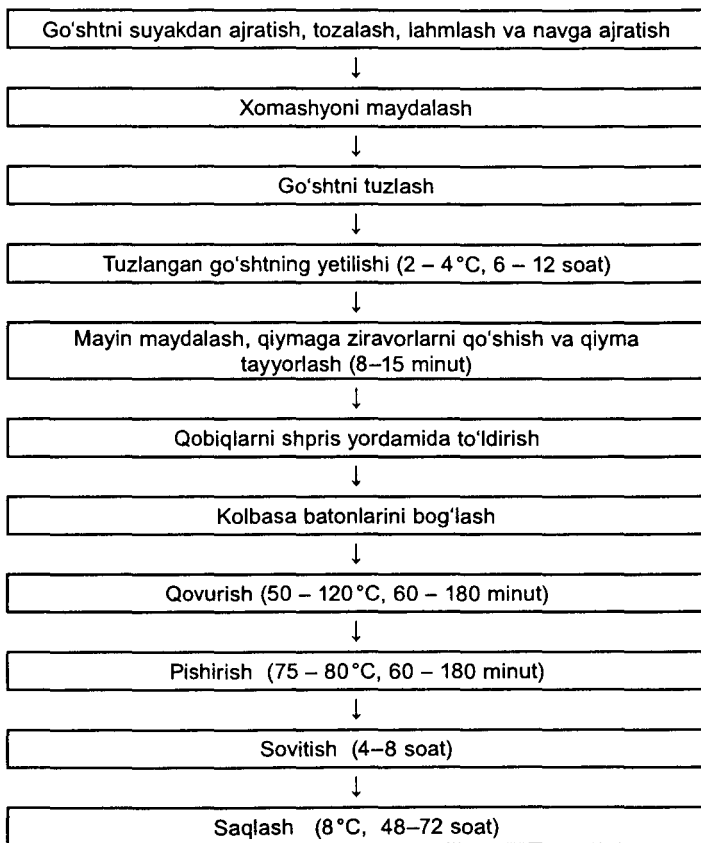 Go‘shtni suyakdan ajratish, tozalash, lahmlash va navga ajratish
↓
Xomashyoni maydalash
↓
Go‘shtni tuzlash
↓
Tuzlangan go‘shtning yetilishi (2 – 4°C, 6 – 12 soat)
↓
Mayin maydalash, qiymaga ziravorlarni qo‘shish va qiyma
tayyorlash (8–15 minut)
↓
Qobiqlarni shpris yordamida to‘ldirish
↓
Kolbasa batonlarini bog‘lash
↓
Qovurish (50 – 120°C, 60 – 180 minut)
↓
Pishirish (75 – 80°C, 60 – 180 minut)
↓
Sovitish (4–8 soat)
↓
Saqlash (8°C, 48–72 soat)